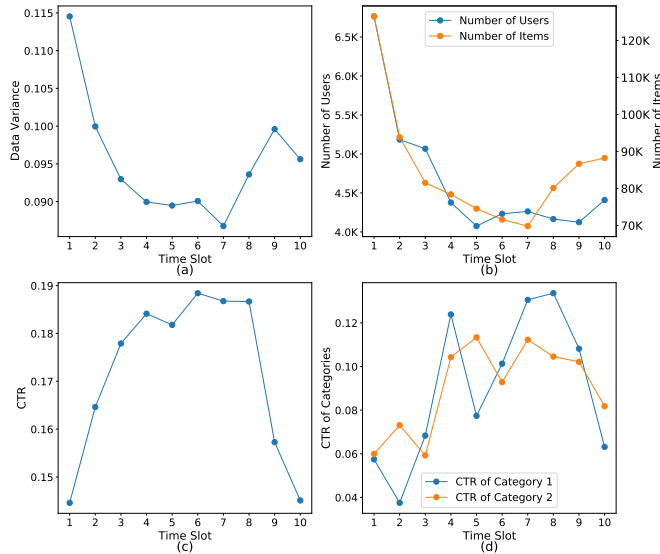 0.115
0.110
0.105
0.100
0.095
0.090
Data Variance
1 2 3 4 5 6 7 8 9 10
Time Slot
(a)
Number of Users
Number of Items
6.5K
6.0K
5.5K
5.0K
4.5K
4.0K
Number of Users
120K
110K
100K
90K
80K
70K
Number of Items
1 2 3 4 5 6 7 8 9 10
Time Slot
(b)
0.19
0.18
0.17
0.16
0.15
CTR
1 2 3 4 5 6 7 8 9 10
Time Slot
(c)
0.12
0.10
0.08
0.06
0.04
CTR of Categories
CTR of Category 1
CTR of Category 2
1 2 3 4 5 6 7 8 9 10
Time Slot
(d)